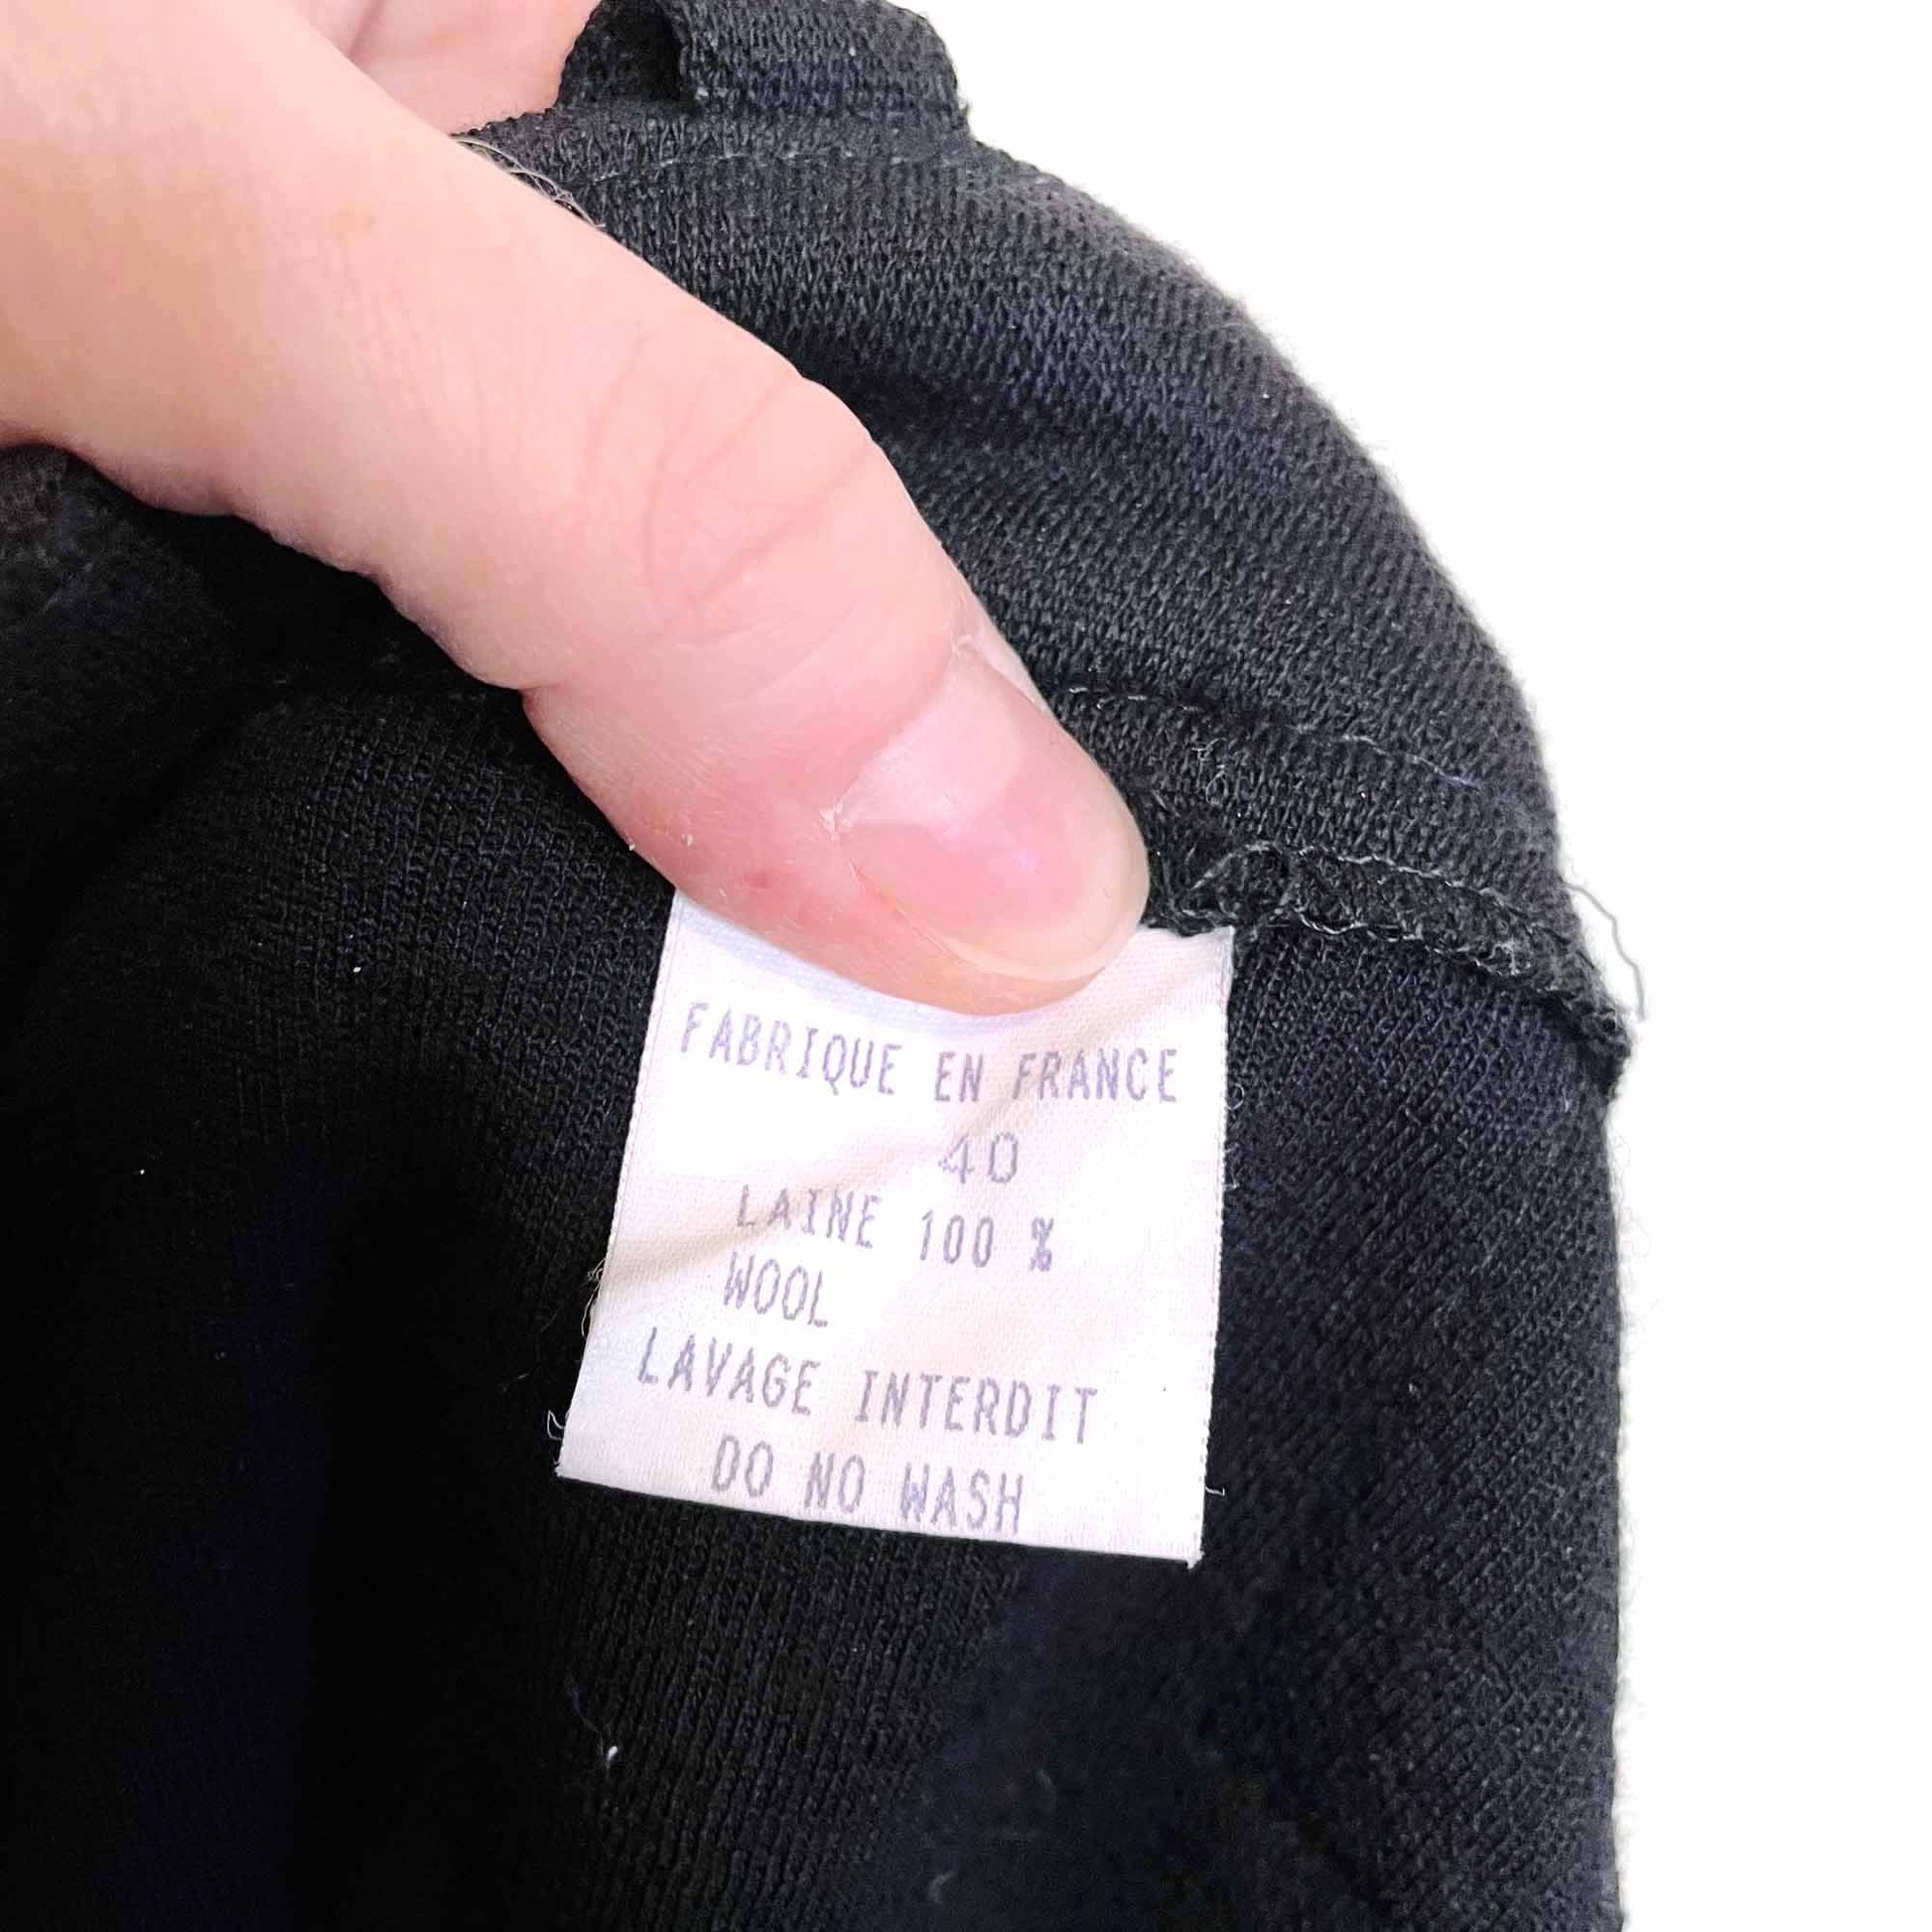 FABRIQUE EN FRANCE
40
LAINE 100 %
WOOL
LAVAGE INTERDIT
DO NO WASH